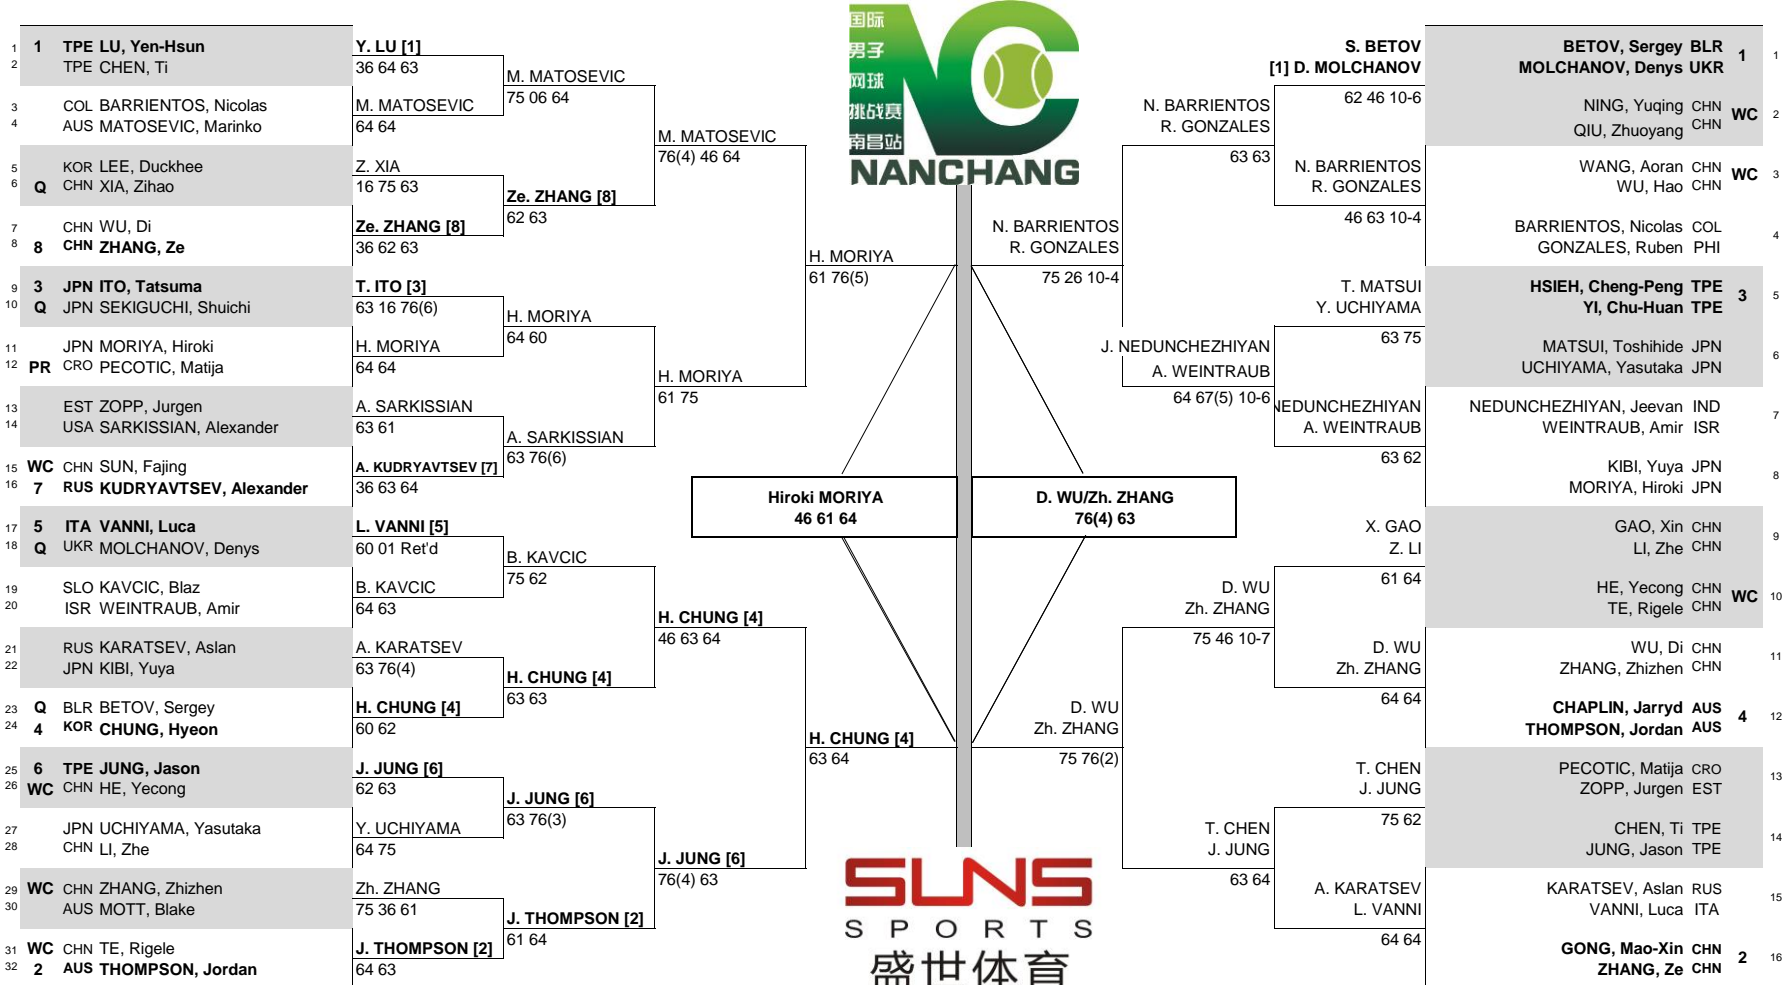 1 1 TPE LU, Yen-Hsun
2 TPE CHEN, Ti
3 COL BARRIENTOS, Nicolas
4 AUS MATOSEVIC, Marinko
5 KOR LEE, Duckhee
6 Q CHN XIA, Zihao
7 CHN WU, Di
8 8 CHN ZHANG, Ze
9 3 JPN ITO, Tatsuma
10 Q JPN SEKIGUCHI, Shuichi
11 JPN MORIYA, Hiroki
12 PR CRO PECOTIC, Matija
13 EST ZOPP, Jurgen
14 USA SARKISSIAN, Alexander
15 WC CHN SUN, Fajing
16 7 RUS KUDRYAVTSEV, Alexander
17 5 ITA VANNI, Luca
18 Q UKR MOLCHANOV, Denys
19 SLO KAVCIC, Blaz
20 ISR WEINTRAUB, Amir
21 RUS KARATSEV, Aslan
22 JPN KIBI, Yuya
23 Q BLR BETOV, Sergey
24 4 KOR CHUNG, Hyeon
25 6 TPE JUNG, Jason
26 WC CHN HE, Yecong
27 JPN UCHIYAMA, Yasutaka
28 CHN LI, Zhe
29 WC CHN ZHANG, Zhizhen
30 AUS MOTT, Blake
31 WC CHN TE, Rigele
32 2 AUS THOMPSON, Jordan
Y. LU [1]
36 64 63
M. MATOSEVIC
64 64
Z. XIA
16 75 63
Ze. ZHANG [8]
36 62 63
T. ITO [3]
63 16 76(6)
H. MORIYA
64 64
A. SARKISSIAN
63 61
A. KUDRYAVTSEV [7]
36 63 64
L. VANNI [5]
60 01 Ret'd
B. KAVCIC
64 63
A. KARATSEV
63 76(4)
H. CHUNG [4]
60 62
J. JUNG [6]
62 63
Y. UCHIYAMA
64 75
Zh. ZHANG
75 36 61
J. THOMPSON [2]
64 63
M. MATOSEVIC
75 06 64
Ze. ZHANG [8]
62 63
H. MORIYA
64 60
A. SARKISSIAN
63 76(6)
B. KAVCIC
75 62
H. CHUNG [4]
63 63
J. JUNG [6]
63 76(3)
J. THOMPSON [2]
61 64
M. MATOSEVIC
76(4) 46 64
H. MORIYA
61 75
H. CHUNG [4]
46 63 64
J. JUNG [6]
76(4) 63
H. MORIYA
61 76(5)
H. CHUNG [4]
63 64
Hiroki MORIYA
46 61 64
国际
男子
网球
挑战赛
南昌站
NC
NANCHANG
D. WU/Zh. ZHANG
76(4) 63
SUNS
SPORTS
盛世体育
N. BARRIENTOS
R. GONZALES
75 26 10-4
D. WU
Zh. ZHANG
75 76(2)
N. BARRIENTOS
R. GONZALES
63 63
J. NEDUNCHEZHIYAN
A. WEINTRAUB
64 67(5) 10-6
D. WU
Zh. ZHANG
75 46 10-7
T. CHEN
J. JUNG
63 64
S. BETOV
[1] D. MOLCHANOV
62 46 10-6
N. BARRIENTOS
R. GONZALES
46 63 10-4
T. MATSUI
Y. UCHIYAMA
63 75
NEDUNCHEZHIYAN
A. WEINTRAUB
63 62
X. GAO
Z. LI
61 64
D. WU
Zh. ZHANG
64 64
T. CHEN
J. JUNG
75 62
A. KARATSEV
L. VANNI
64 64
BETOV, Sergey BLR
MOLCHANOV, Denys UKR 1 1
NING, Yuqing CHN
QIU, Zhuoyang CHN WC 2
WANG, Aoran CHN
WU, Hao CHN WC 3
BARRIENTOS, Nicolas COL
GONZALES, Ruben PHI 4
HSIEH, Cheng-Peng TPE
YI, Chu-Huan TPE 3 5
MATSUI, Toshihide JPN
UCHIYAMA, Yasutaka JPN 6
NEDUNCHEZHIYAN, Jeevan IND
WEINTRAUB, Amir ISR 7
KIBI, Yuya JPN
MORIYA, Hiroki JPN 8
GAO, Xin CHN
LI, Zhe CHN 9
HE, Yecong CHN
TE, Rigele CHN WC 10
WU, Di CHN
ZHANG, Zhizhen CHN 11
CHAPLIN, Jarryd AUS
THOMPSON, Jordan AUS 4 12
PECOTIC, Matija CRO
ZOPP, Jurgen EST 13
CHEN, Ti TPE
JUNG, Jason TPE 14
KARATSEV, Aslan RUS
VANNI, Luca ITA 15
GONG, Mao-Xin CHN
ZHANG, Ze CHN 2 16